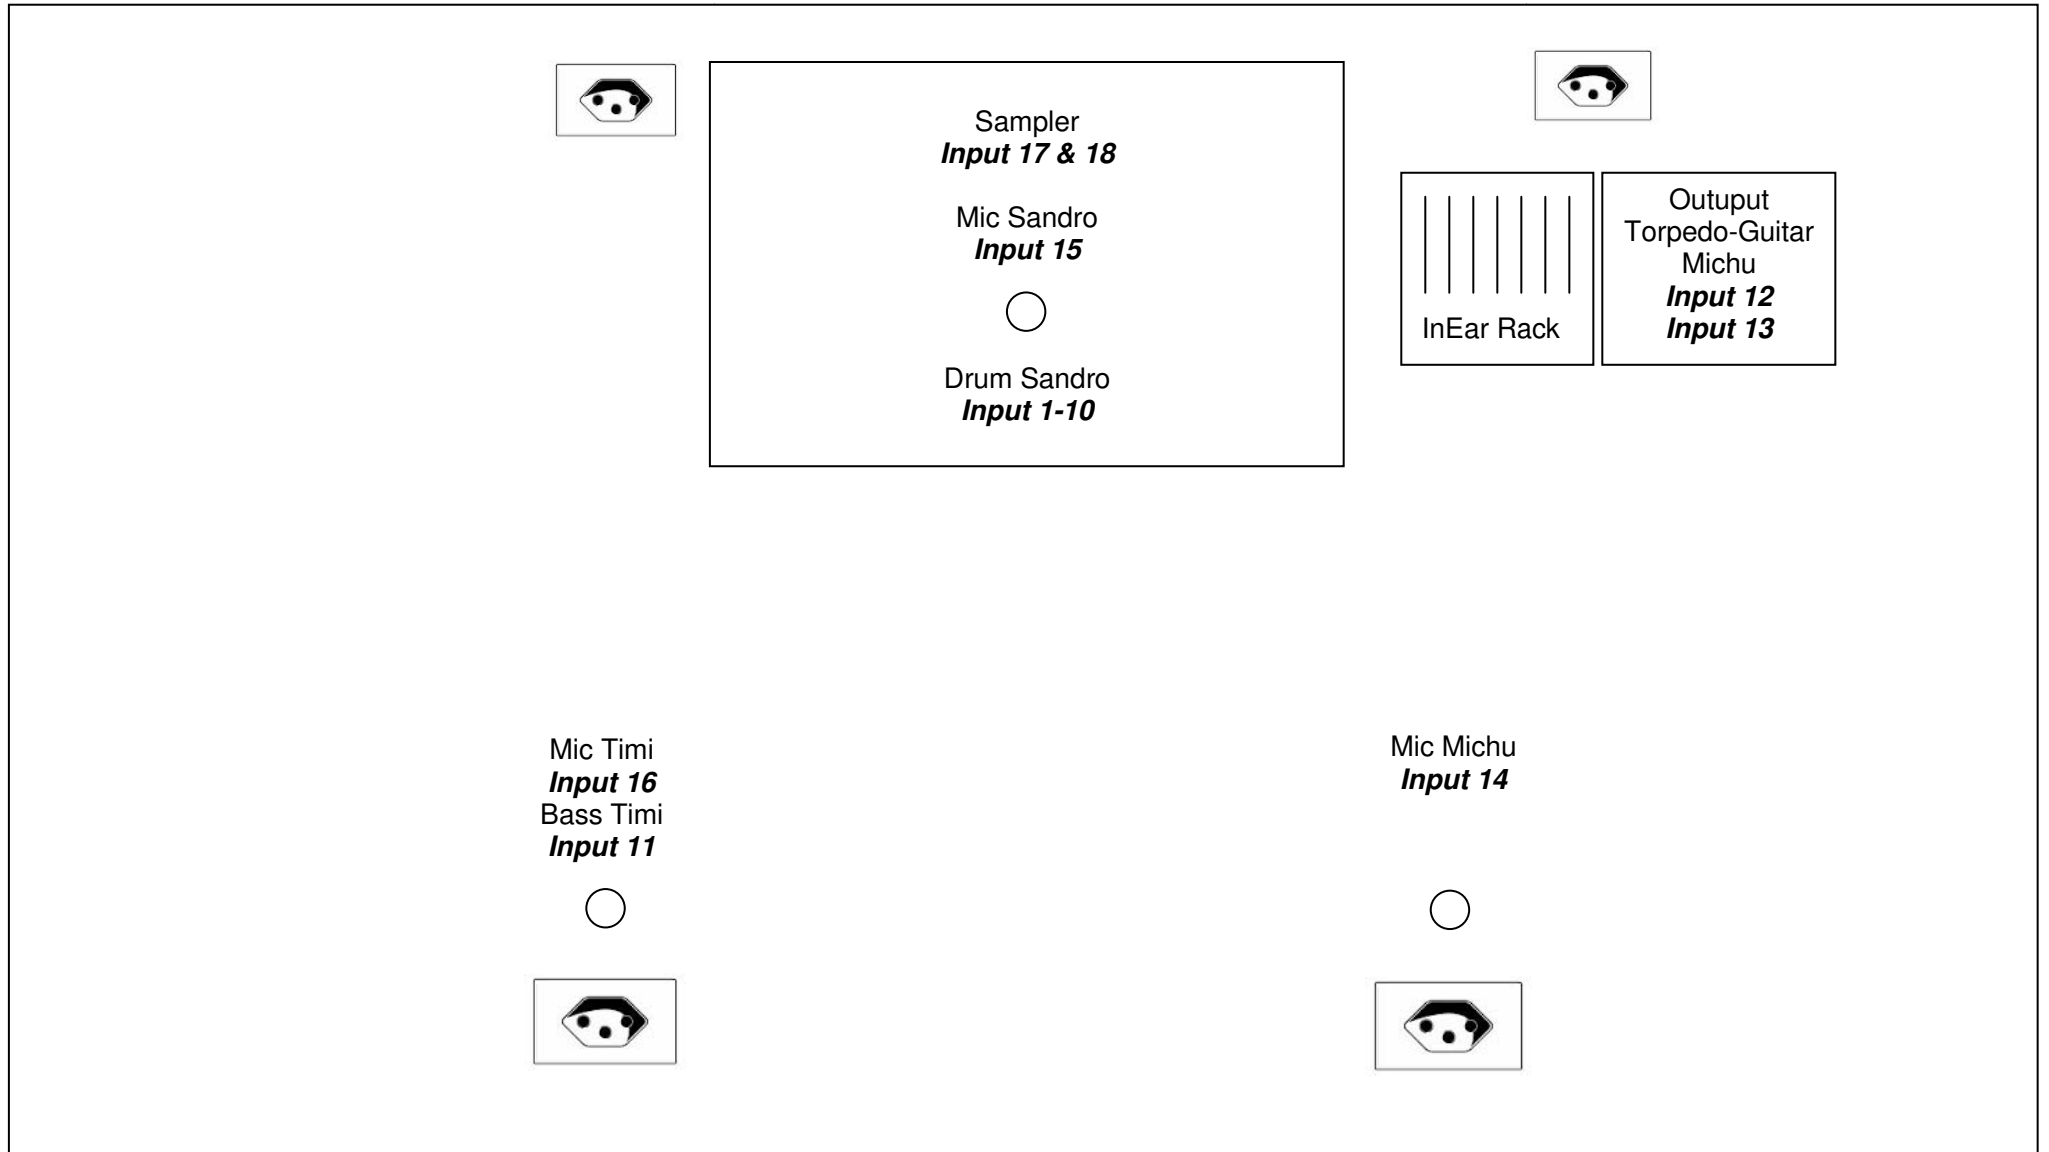 Sampler
Input 17 & 18
Mic Sandro
Input 15
Drum Sandro
Input 1-10
InEar Rack
Outuput
Torpedo-Guitar
Michu
Input 12
Input 13
Mic Timi
Input 16
Bass Timi
Input 11
Mic Michu
Input 14